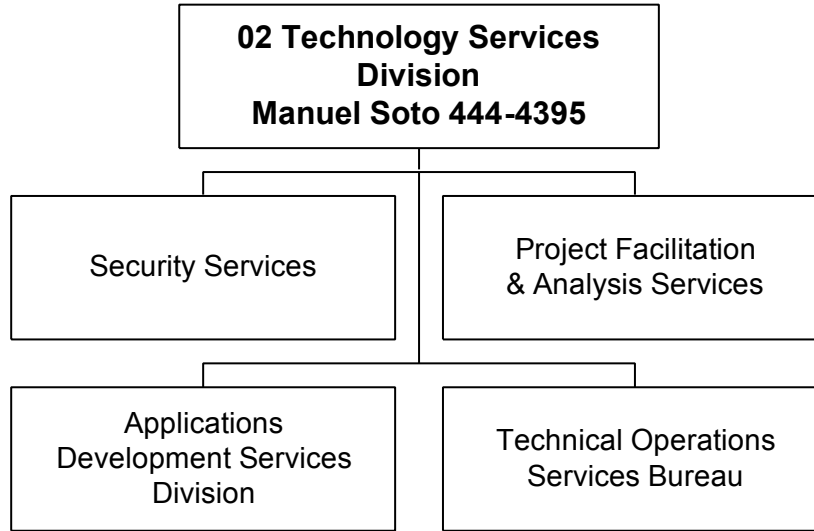 02 Technology Services
Division
Manuel Soto 444-4395
Security Services
Project Facilitation
& Analysis Services
Applications
Development Services
Division
Technical Operations
Services Bureau